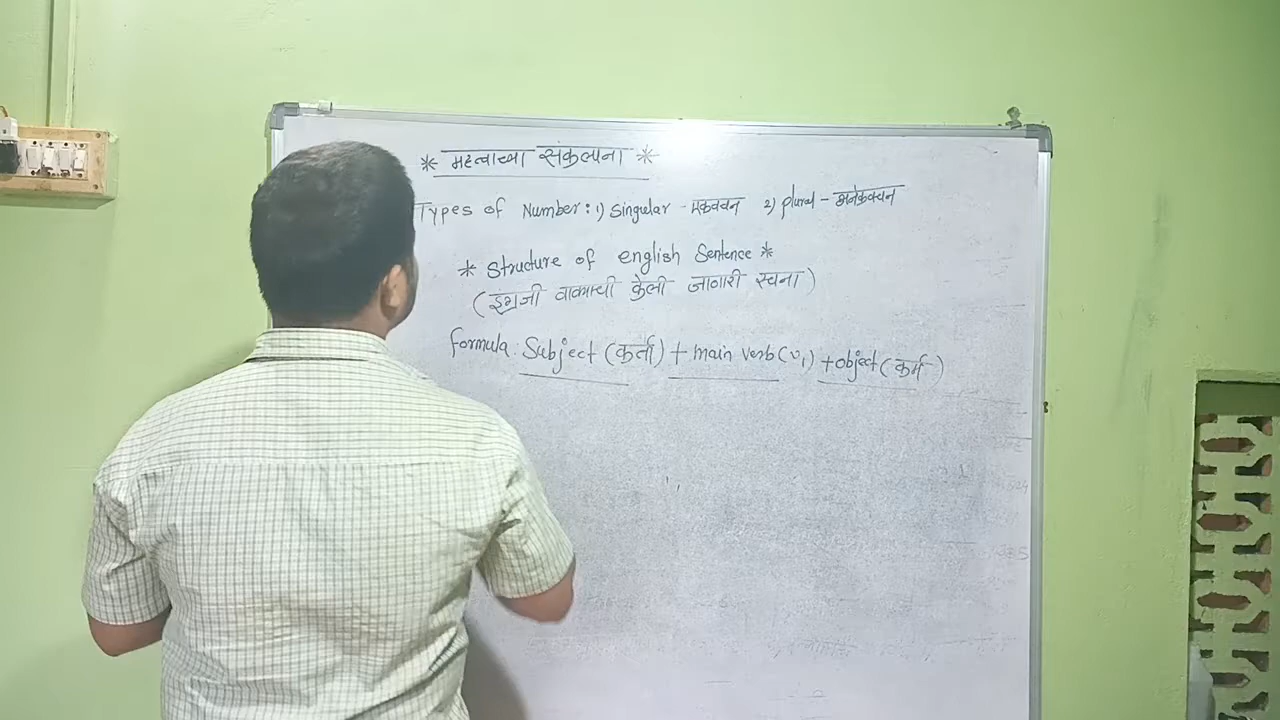 * महत्वाच्या संकल्पना *
Types of Number: 1) Singular - एकवचन 2) plural - अनेकवचन
* structure of english Sentence *
(इंग्रजी वाक्याची केली जाणारी रचना)
formula. Subject (कर्ता) + main verb (v1) + object (कर्म)